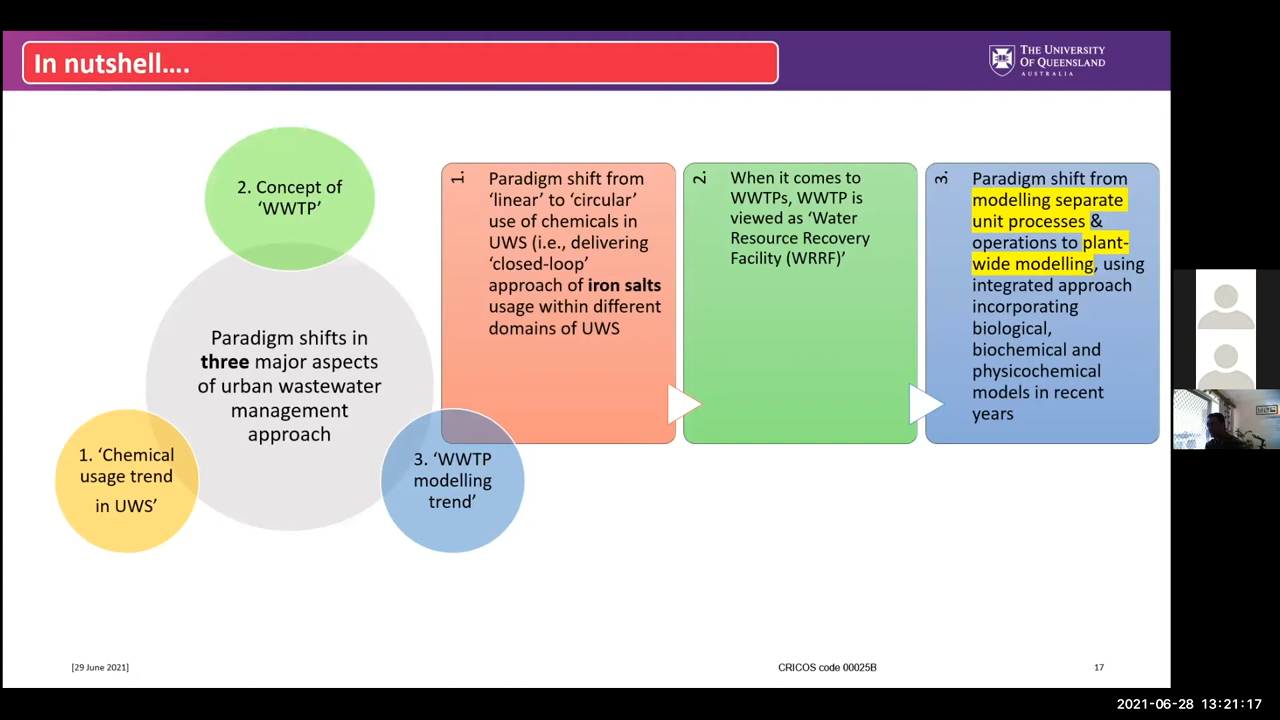 In nutshell....
THE UNIVERSITY
OF QUEENSLAND
AUSTRALIA
2. Concept of
‘WWTP’
Paradigm shifts in
three major aspects
of urban wastewater
management
approach
1. ‘Chemical
usage trend
in UWS’
3. ‘WWTP
modelling
trend’
1.
Paradigm shift from
‘linear’ to ‘circular’
use of chemicals in
UWS (i.e., delivering
‘closed-loop’
approach of iron salts
usage within different
domains of UWS
2.
When it comes to
WWTPs, WWTP is
viewed as ‘Water
Resource Recovery
Facility (WRRF)’
3.
Paradigm shift from
modelling separate
unit processes &
operations to plant-
wide modelling, using
integrated approach
incorporating
biological,
biochemical and
physicochemical
models in recent
years
[29 June 2021]
CRICOS code 00025B
17
2021-06-28 13:21:17